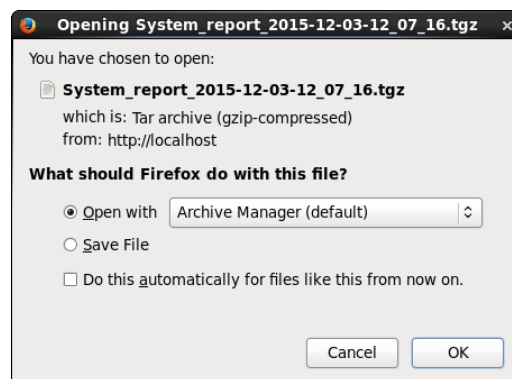 Opening System_report_2015-12-03-12_07_16.tgz
You have chosen to open:
System_report_2015-12-03-12_07_16.tgz
which is: Tar archive (gzip-compressed)
from: http://localhost
What should Firefox do with this file?
Open with Archive Manager (default)
Save File
Do this automatically for files like this from now on.
Cancel OK